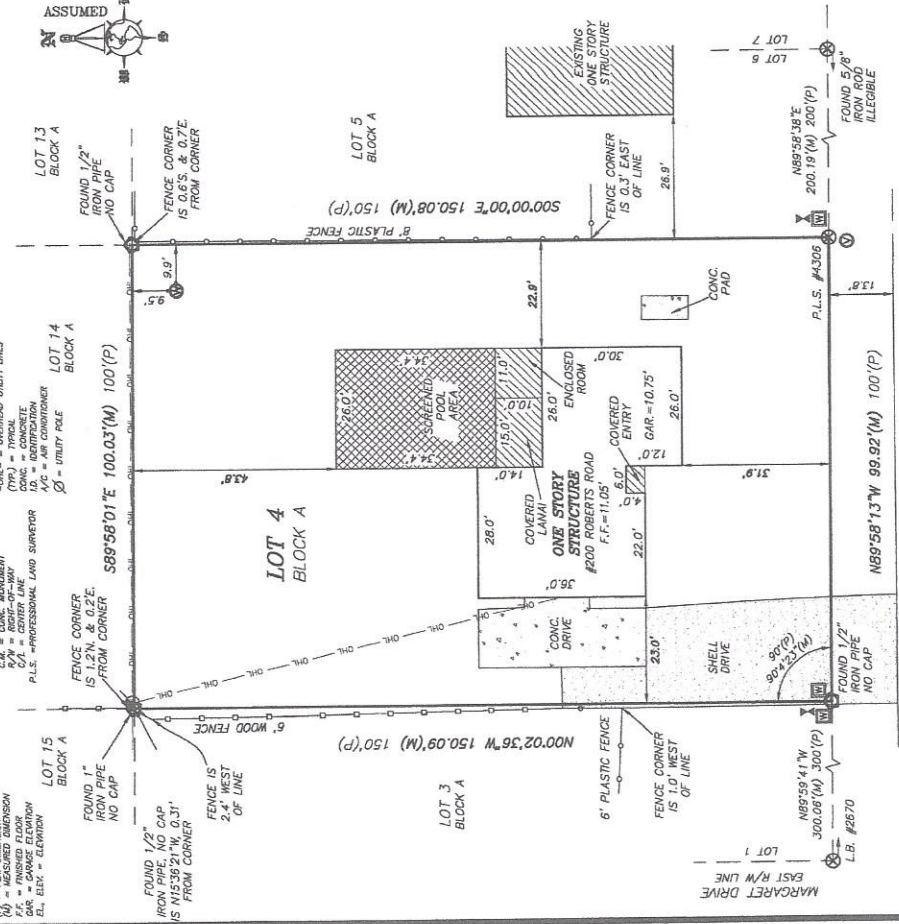 ASSUMED
N
(M) = MEASURED DIMENSION
F.F. = FINISHED FLOOR
GAR. = GARAGE ELEVATION
EL., ELEV. = ELEVATION
C.M. = CONC. MONUMENT
R/W = RIGHT-OF-WAY
C/L = CENTER LINE
P.L.S. =PROFESSIONAL LAND SURVEYOR
-OHL- = OVERHEAD UTILITY LINES
(TYP.) = TYPICAL
CONC. = CONCRETE
I.D. = IDENTIFICATION
A/C = AIR CONDITIONER
Ø = UTILITY POLE
LOT 15
BLOCK A
LOT 14
BLOCK A
LOT 13
BLOCK A
FOUND 1"
IRON PIPE
NO CAP
FENCE CORNER
IS 1.2'N. & 0.2'E.
FROM CORNER
S89°58'01"E 100.03'(M) 100'(P)
FOUND 1/2"
IRON PIPE
NO CAP
FENCE CORNER
IS 0.6'S. & 0.7'E.
FROM CORNER
FOUND 1/2"
IRON PIPE, NO CAP
IS N15°36'21"W, 0.31'
FROM CORNER
FENCE IS
2.4' WEST
OF LINE
OHL OHL OHL OHL OHL OHL
9.5'
9.9'
W
43.8'
LOT 4
BLOCK A
6' WOOD FENCE
N00°02'36"W 150.09'(M) 150'(P)
LOT 3
BLOCK A
8' PLASTIC FENCE
S00°00'00"E 150.08'(M) 150'(P)
LOT 5
BLOCK A
26.0'
34.4'
34.4'
SCREENED
POOL
AREA
14.0'
15.0'
10.0'
11.0'
28.0'
COVERED
LANAI
26.0'
ENCLOSED
ROOM
22.9'
36.0'
ONE STORY
STRUCTURE
#200 ROBERTS ROAD
F.F.=11.05'
COVERED
ENTRY
6.0'
4.0'
GAR.=10.75'
30.0'
12.0'
26.0'
22.0'
CONC.
DRIVE
23.0'
CONC.
PAD
31.9'
EXISTING
ONE STORY
STRUCTURE
26.9'
FENCE CORNER
IS 0.3' EAST
OF LINE
6' PLASTIC FENCE
FENCE CORNER
IS 1.0' WEST
OF LINE
SHELL
DRIVE
90°(P)
90°4'23"(M)
MARGARET DRIVE
EAST R/W LINE
LOT 1
N89°59'41"W
300.06'(M) 300'(P)
L.B. #2670
W
W
FOUND 1/2"
IRON PIPE
NO CAP
N89°58'13"W 99.92'(M) 100'(P)
P.L.S. #4306
W
V
13.8'
N89°58'38"E
200.19'(M) 200'(P)
LOT 6
LOT 7
FOUND 5/8"
IRON ROD
ILLEGIBLE